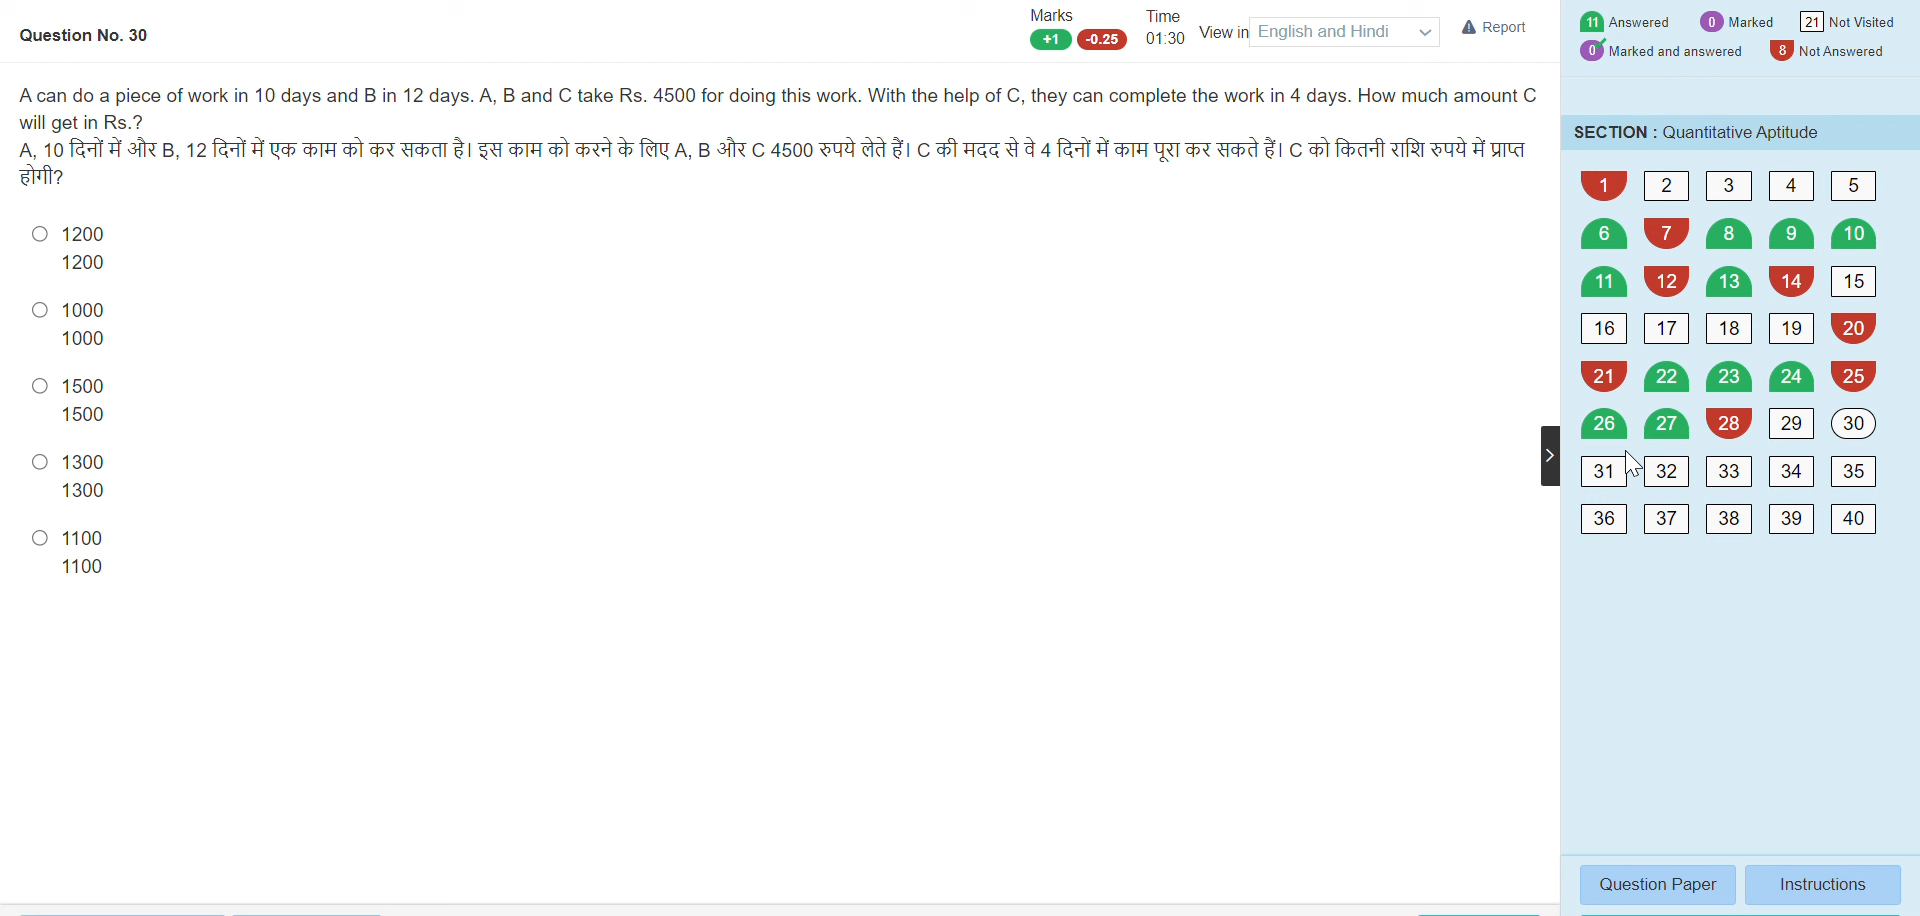 Question No. 30
Marks
+1 -0.25
Time
01:30
View in English and Hindi
Report
A can do a piece of work in 10 days and B in 12 days. A, B and C take Rs. 4500 for doing this work. With the help of C, they can complete the work in 4 days. How much amount C
will get in Rs.?
A, 10 दिनों में और B, 12 दिनों में एक काम को कर सकता है। इस काम को करने के लिए A, B और C 4500 रुपये लेते हैं। C की मदद से वे 4 दिनों में काम पूरा कर सकते हैं। C को कितनी राशि रुपये में प्राप्त
होगी?
1200
1200
1000
1000
1500
1500
1300
1300
1100
1100
11 Answered 0 Marked 21 Not Visited
0 Marked and answered 8 Not Answered
SECTION : Quantitative Aptitude
1 2 3 4 5
6 7 8 9 10
11 12 13 14 15
16 17 18 19 20
21 22 23 24 25
26 27 28 29 30
31 32 33 34 35
36 37 38 39 40
Question Paper Instructions